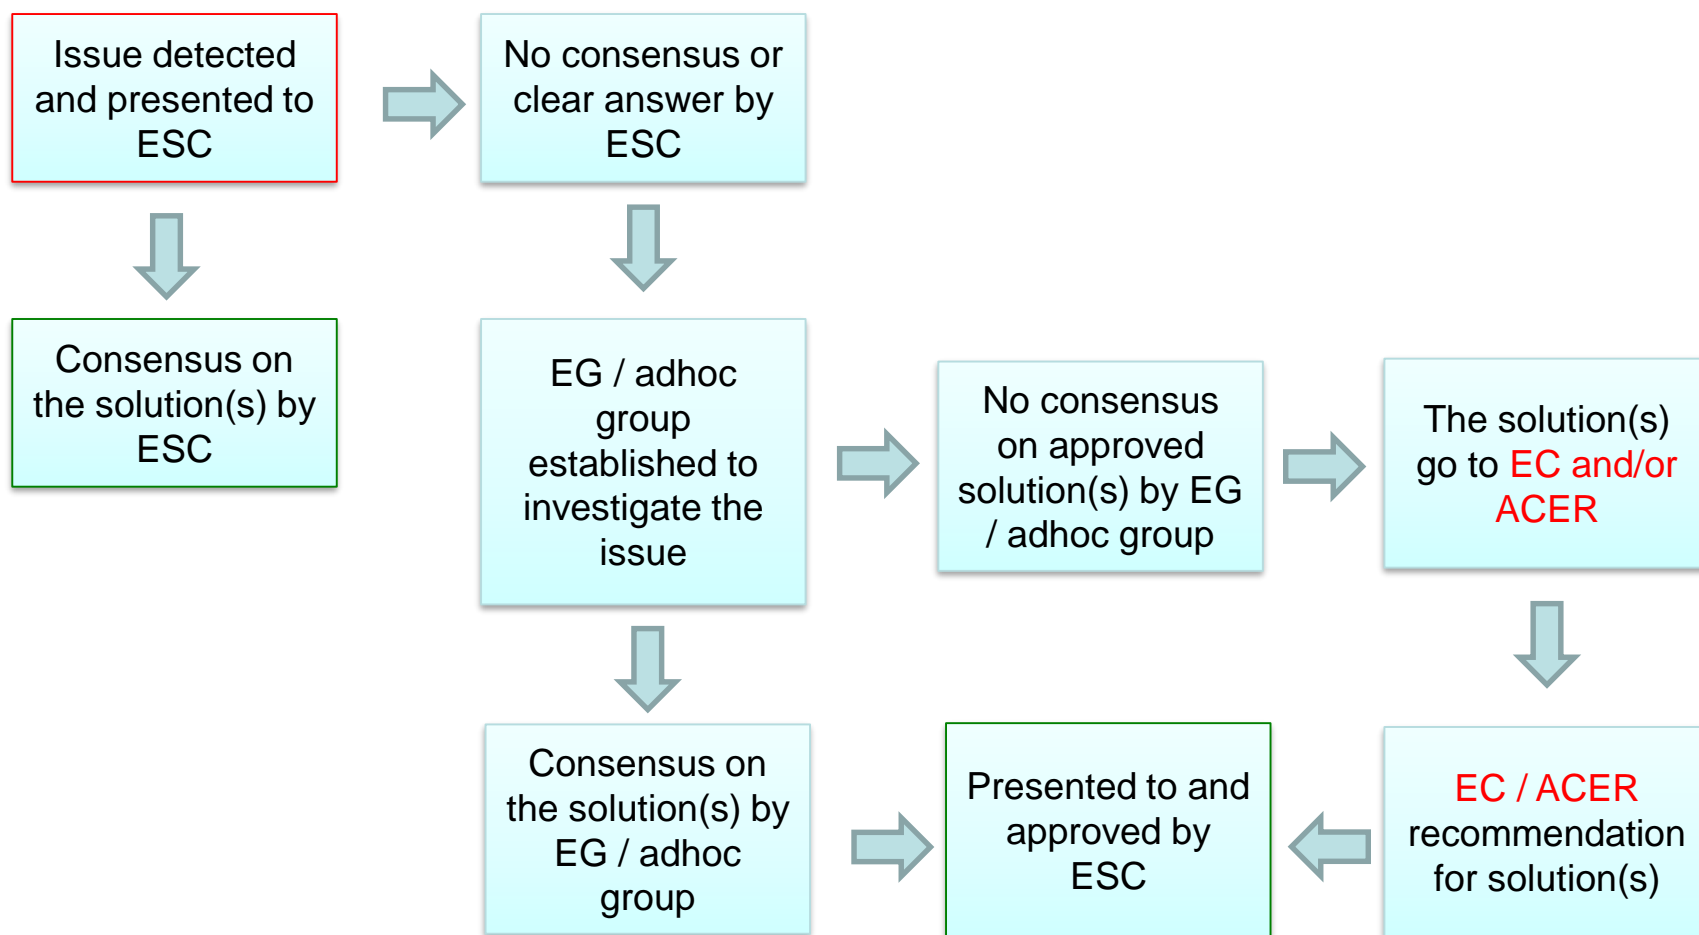 Issue detected
and presented to
ESC
No consensus or
clear answer by
ESC
Consensus on
the solution(s) by
ESC
EG / adhoc
group
established to
investigate the
issue
No consensus
on approved
solution(s) by EG
/ adhoc group
The solution(s)
go to EC and/or
ACER
Consensus on
the solution(s) by
EG / adhoc
group
Presented to and
approved by
ESC
EC / ACER
recommendation
for solution(s)